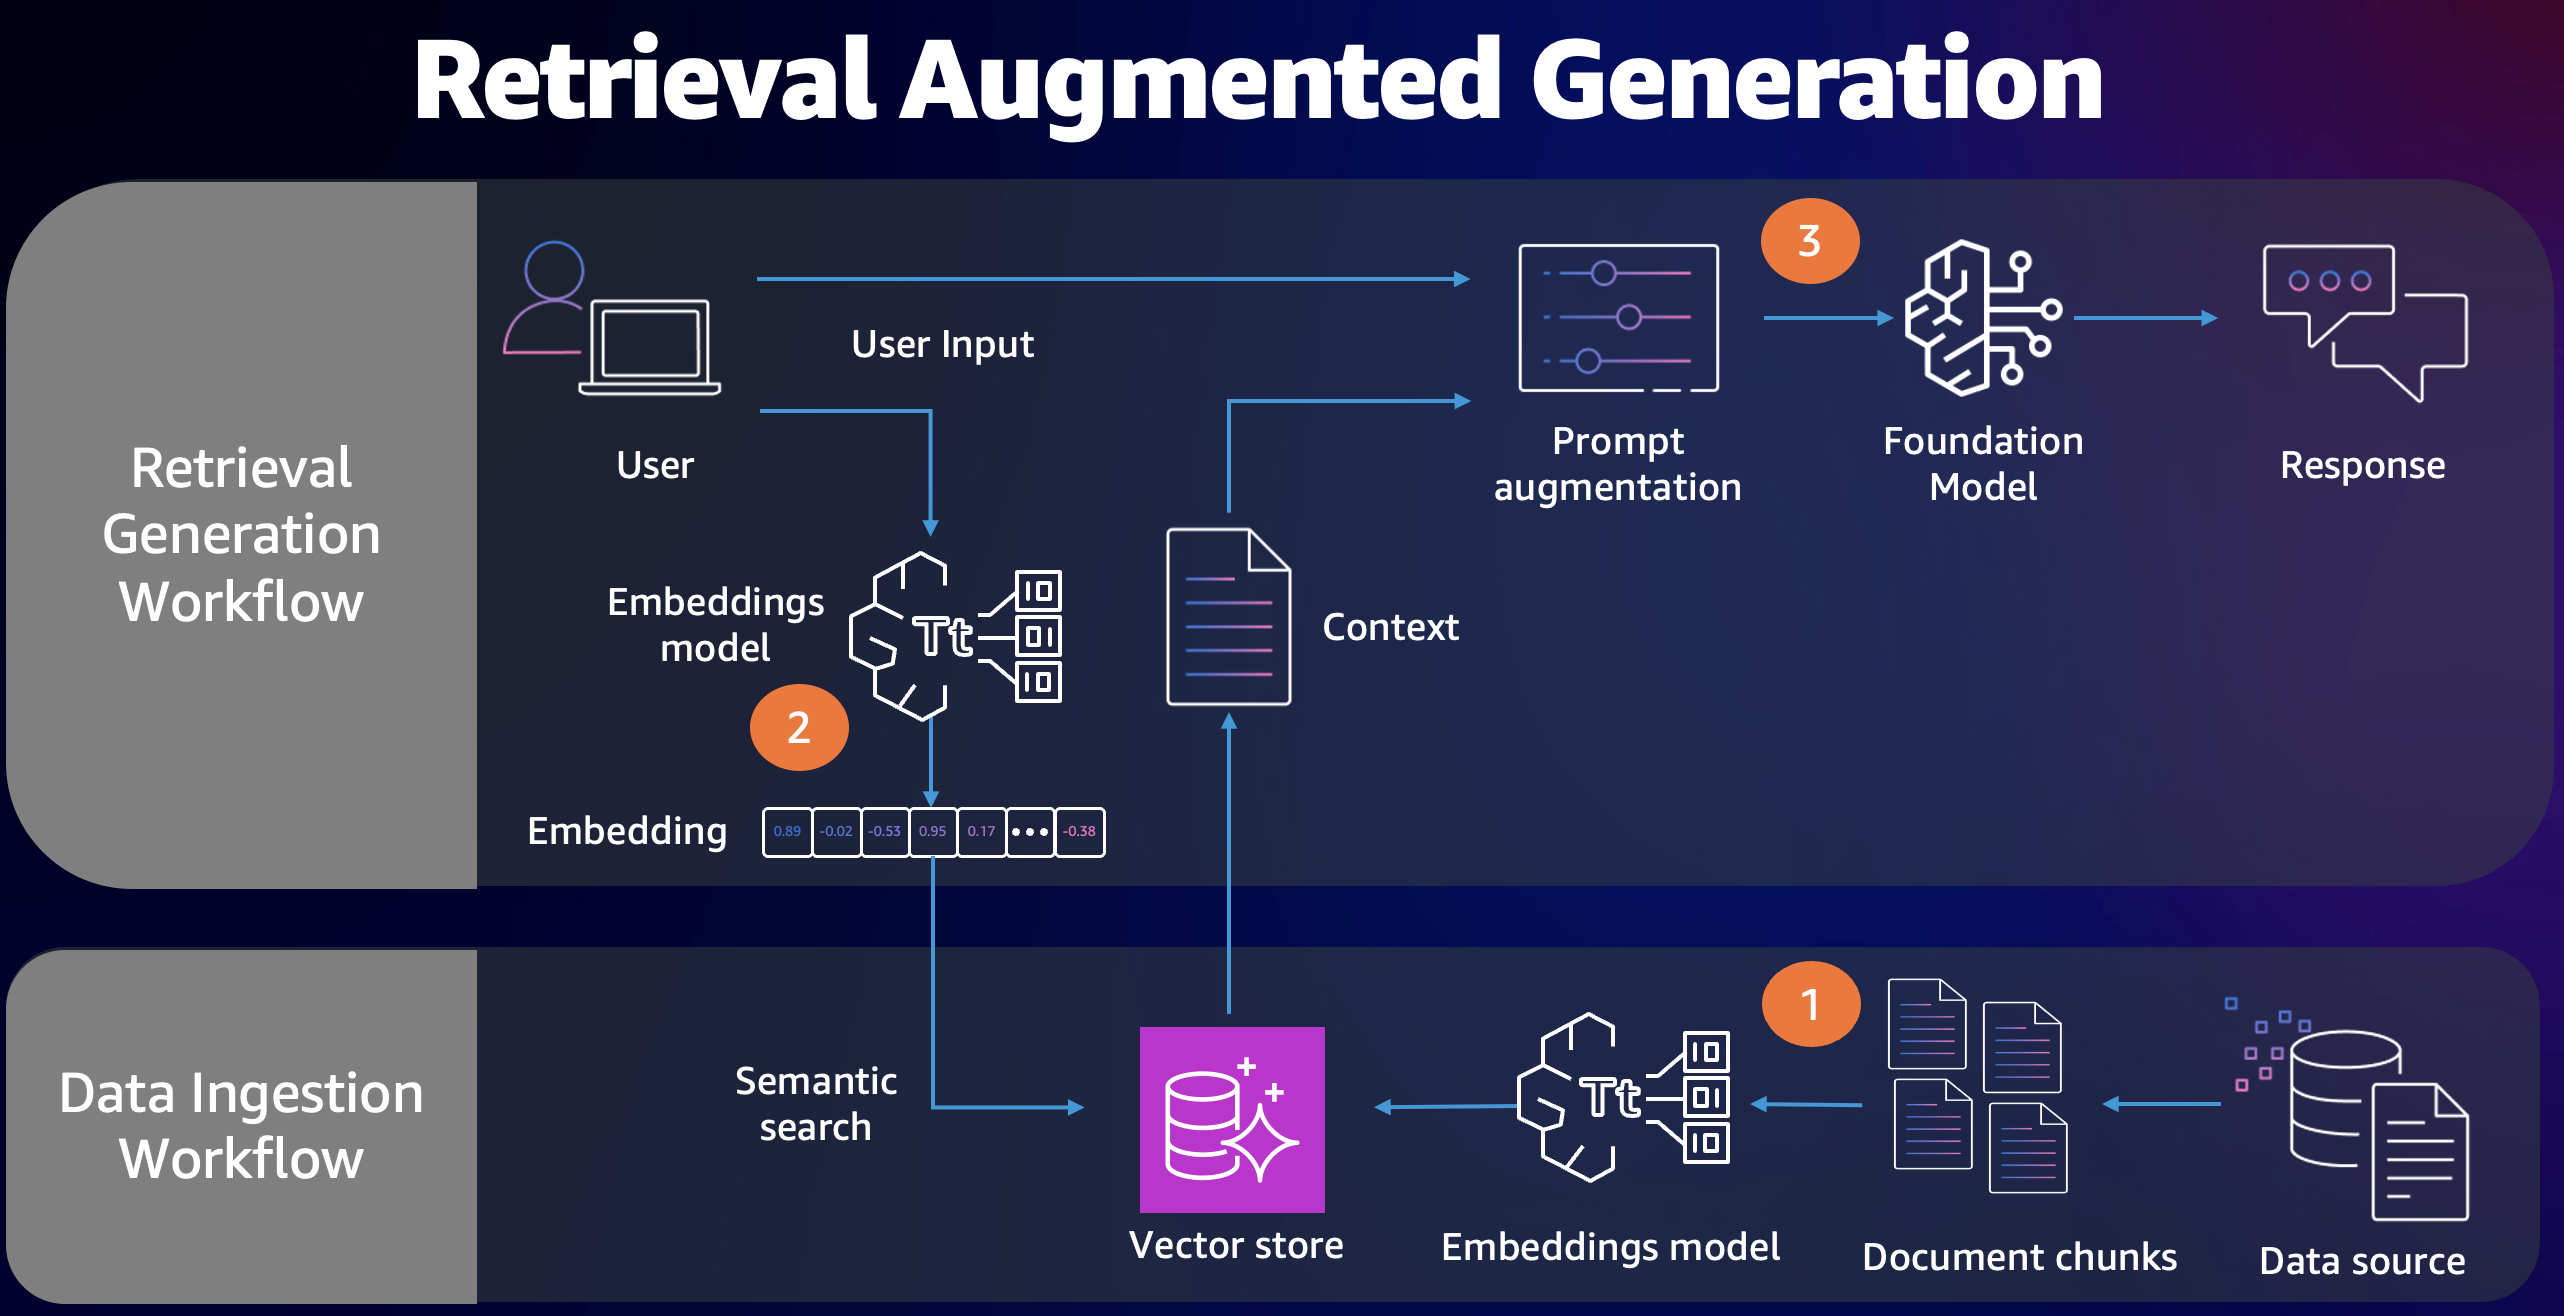 Retrieval Augmented Generation
Retrieval
Generation
Workflow
User
User Input
Prompt
augmentation
3
Foundation
Model
Response
Embeddings
model
Tt
10
01
10
Context
2
Embedding
0.89 -0.02 -0.53 0.95 0.17 ••• -0.38
Data Ingestion
Workflow
Semantic
search
Vector store
Tt
10
01
10
Embeddings model
1
Document chunks
Data source